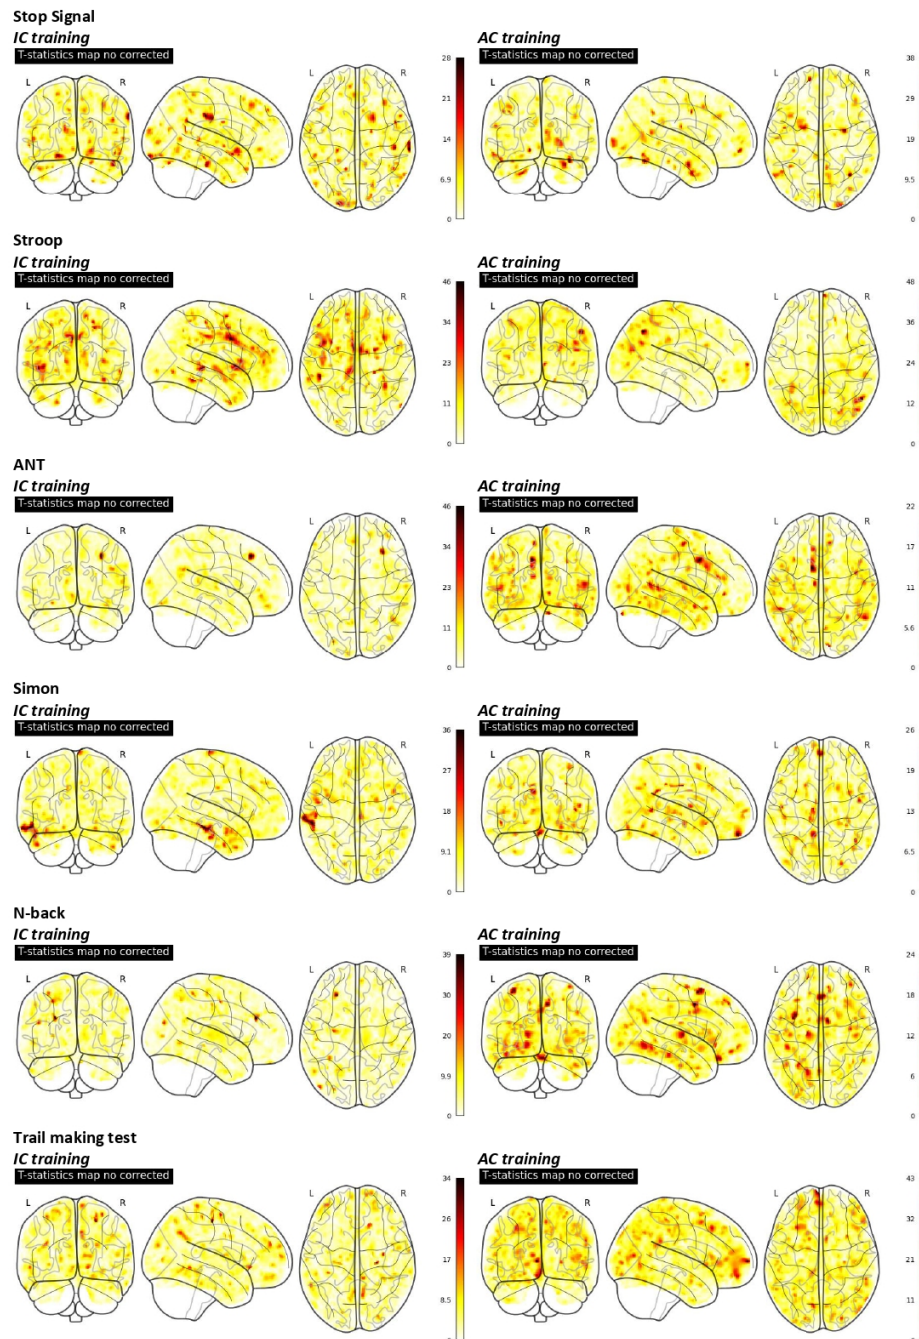 Stop Signal
IC training
T-statistics map no corrected
L R L R
28
21
14
6.9
0
AC training
T-statistics map no corrected
L R L R
38
29
19
9.5
0
Stroop
IC training
T-statistics map no corrected
L R L R
46
34
23
11
0
AC training
T-statistics map no corrected
L R L R
48
36
24
12
0
ANT
IC training
T-statistics map no corrected
L R L R
46
34
23
11
0
AC training
T-statistics map no corrected
L R L R
22
17
11
5.6
0
Simon
IC training
T-statistics map no corrected
L R L R
36
27
18
9.1
0
AC training
T-statistics map no corrected
L R L R
26
19
13
6.5
0
N-back
IC training
T-statistics map no corrected
L R L R
39
30
20
9.9
0
AC training
T-statistics map no corrected
L R L R
24
18
12
6
0
Trail making test
IC training
T-statistics map no corrected
L R L R
34
26
17
8.5
AC training
T-statistics map no corrected
L R L R
43
32
21
11